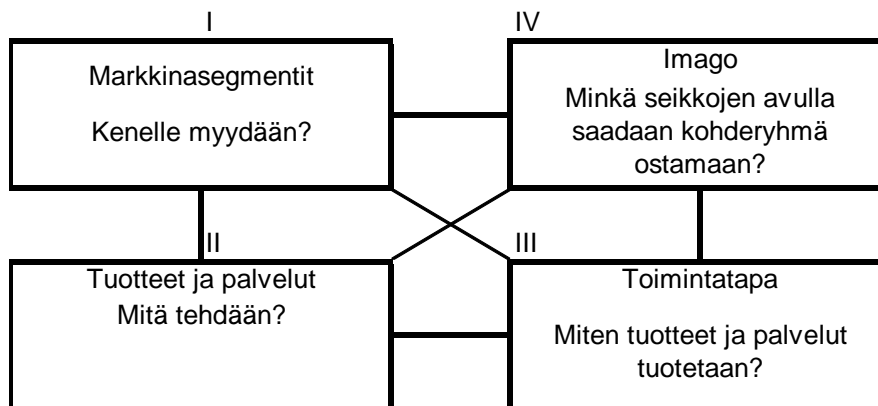 I
Markkinasegmentit
Kenelle myydään?
IV
Imago
Minkä seikkojen avulla
saadaan kohderyhmä
ostamaan?
II
Tuotteet ja palvelut
Mitä tehdään?
III
Toimintatapa
Miten tuotteet ja palvelut
tuotetaan?